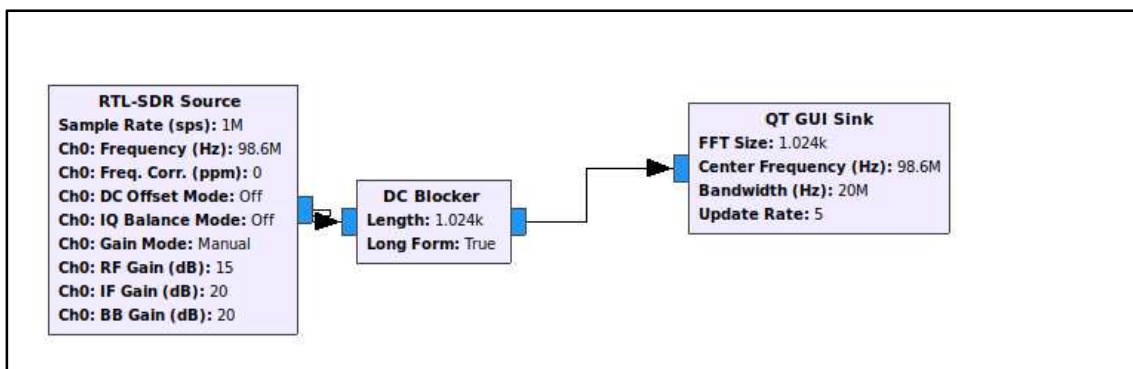 RTL-SDR Source
Sample Rate (sps): 1M
Ch0: Frequency (Hz): 98.6M
Ch0: Freq. Corr. (ppm): 0
Ch0: DC Offset Mode: Off
Ch0: IQ Balance Mode: Off
Ch0: Gain Mode: Manual
Ch0: RF Gain (dB): 15
Ch0: IF Gain (dB): 20
Ch0: BB Gain (dB): 20
DC Blocker
Length: 1.024k
Long Form: True
QT GUI Sink
FFT Size: 1.024k
Center Frequency (Hz): 98.6M
Bandwidth (Hz): 20M
Update Rate: 5